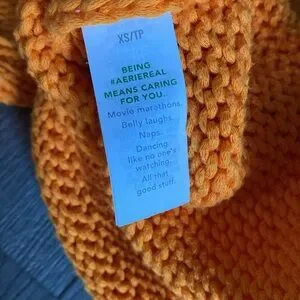 XS/TP
BEING
#AERIEREAL
MEANS CARING
FOR YOU.
Movie marathons.
Belly laughs.
Naps.
Dancing
like no one's
watching.
All that
good stuff.